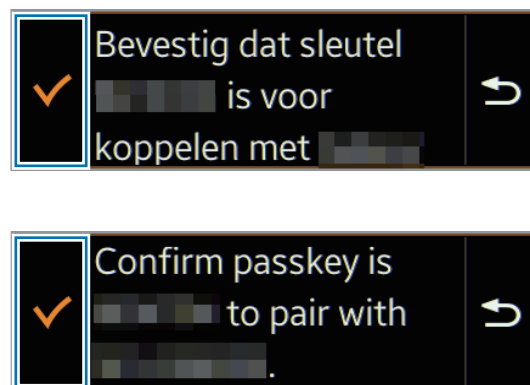 Bevestig dat sleutel
is voor
koppelen met
Confirm passkey is
to pair with
.